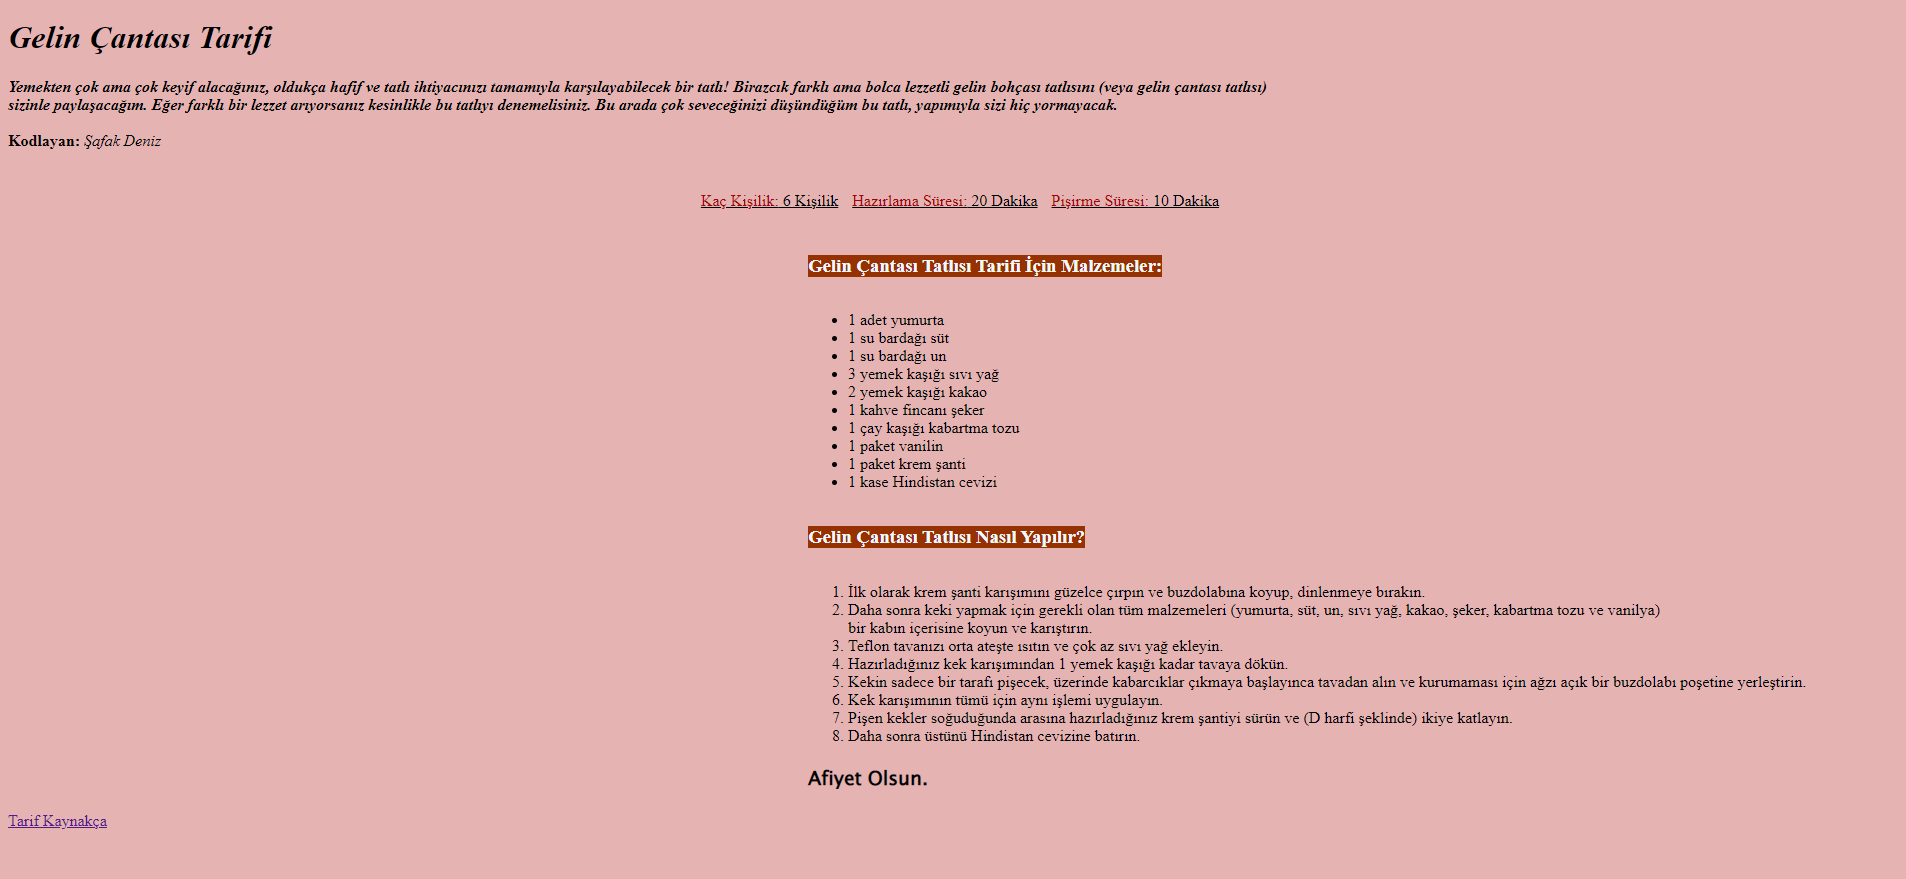 Gelin Çantası Tarifi
Yemekten çok ama çok keyif alacağınız, oldukça hafif ve tatlı ihtiyacınızı tamamıyla karşılayabilecek bir tatlı! Birazcık farklı ama bolca lezzetli gelin bohçası tatlısını (veya gelin çantası tatlısı)
sizinle paylaşacağım. Eğer farklı bir lezzet arıyorsanız kesinlikle bu tatlıyı denemelisiniz. Bu arada çok seveceğinizi düşündüğüm bu tatlı, yapımıyla sizi hiç yormayacak.
Kodlayan: Şafak Deniz
Kaç Kişilik: 6 Kişilik Hazırlama Süresi: 20 Dakika Pişirme Süresi: 10 Dakika
Gelin Çantası Tatlısı Tarifi İçin Malzemeler:
• 1 adet yumurta
• 1 su bardağı süt
• 1 su bardağı un
• 3 yemek kaşığı sıvı yağ
• 2 yemek kaşığı kakao
• 1 kahve fincanı şeker
• 1 çay kaşığı kabartma tozu
• 1 paket vanilin
• 1 paket krem şanti
• 1 kase Hindistan cevizi
Gelin Çantası Tatlısı Nasıl Yapılır?
1. İlk olarak krem şanti karışımını güzelce çırpın ve buzdolabına koyup, dinlenmeye bırakın.
2. Daha sonra keki yapmak için gerekli olan tüm malzemeleri (yumurta, süt, un, sıvı yağ, kakao, şeker, kabartma tozu ve vanilya)
bir kabın içerisine koyun ve karıştırın.
3. Teflon tavanızı orta ateşte ısıtın ve çok az sıvı yağ ekleyin.
4. Hazırladığınız kek karışımından 1 yemek kaşığı kadar tavaya dökün.
5. Kekin sadece bir tarafı pişecek, üzerinde kabarcıklar çıkmaya başlayınca tavadan alın ve kurumaması için ağzı açık bir buzdolabı poşetine yerleştirin.
6. Kek karışımının tümü için aynı işlemi uygulayın.
7. Pişen kekler soğuduğunda arasına hazırladığınız krem şantiyi sürün ve (D harfi şeklinde) ikiye katlayın.
8. Daha sonra üstünü Hindistan cevizine batırın.
Afiyet Olsun.
Tarif Kaynakça